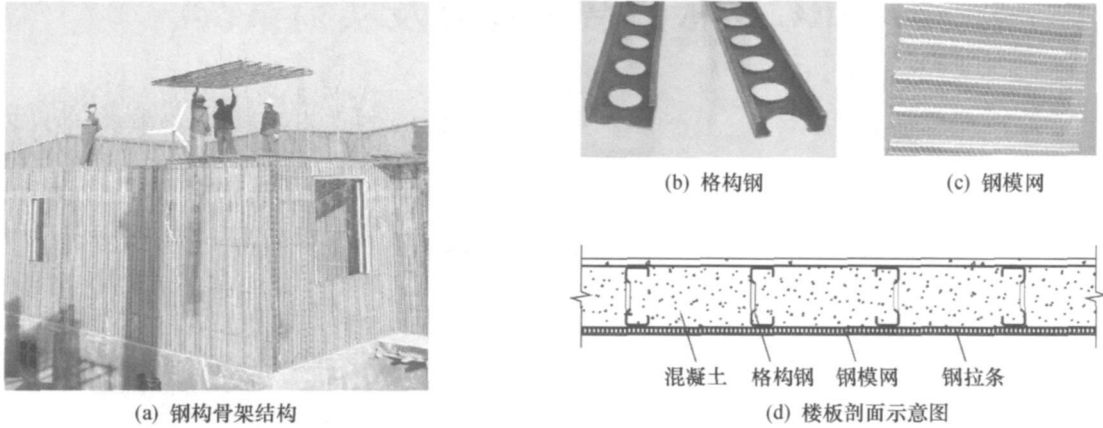 (b) 格构钢
(c) 钢模网
混凝土
格构钢
钢模网
钢拉条
(a) 钢构骨架结构
(d) 楼板剖面示意图